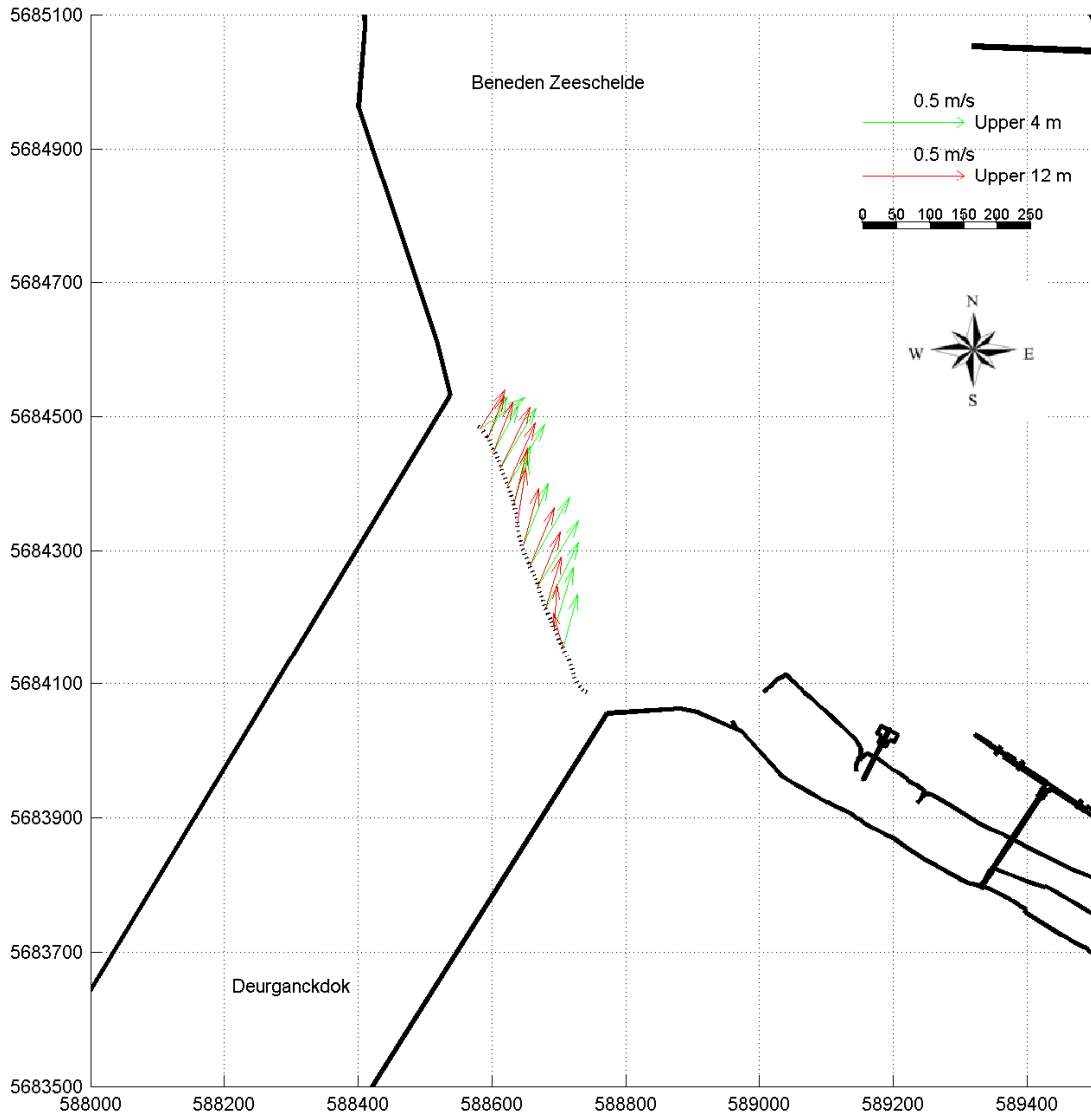 5685100
Beneden Zeeschelde
0.5 m/s
Upper 4 m
5684900
0.5 m/s
Upper 12 m
0 50 100 150 200 250
5684700
N
W E
S
5684500
5684300
5684100
5683900
5683700
Deurganckdok
5683500
588000 588200 588400 588600 588800 589000 589200 589400